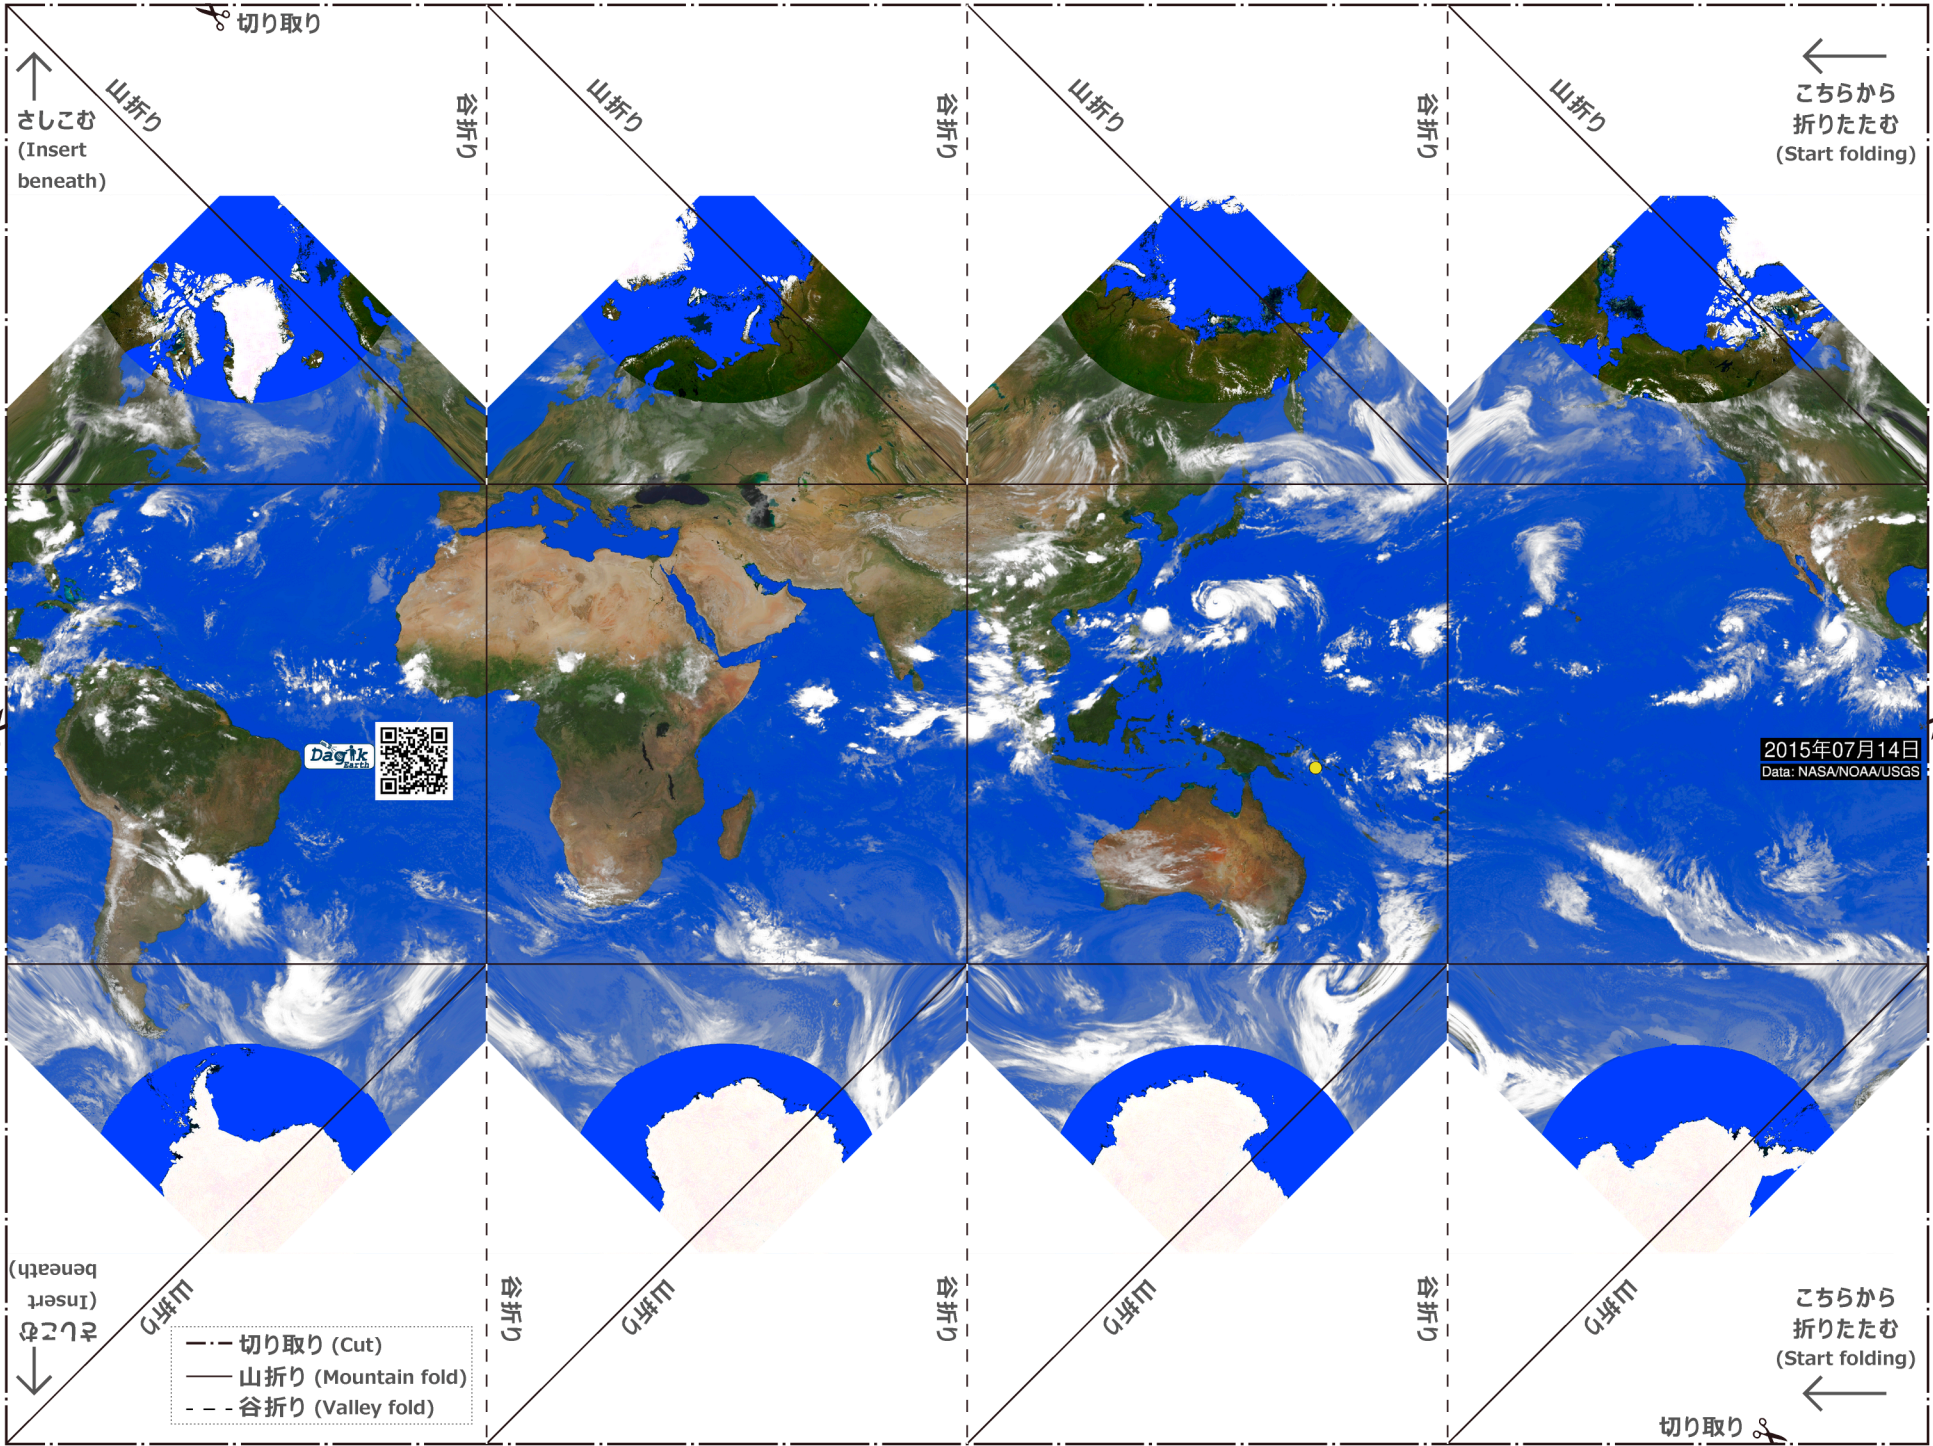 切り取り
山折り
谷折り
山折り
谷折り
山折り
谷折り
山折り
さしこむ
(Insert
beneath)
こちらから
折りたたむ
(Start folding)
Dagik
Earth
2015年07月14日
Data: NASA/NOAA/USGS
さしこむ
(Insert
beneath)
山折り
谷折り
山折り
谷折り
山折り
谷折り
山折り
こちらから
折りたたむ
(Start folding)
切り取り (Cut)
山折り (Mountain fold)
谷折り (Valley fold)
切り取り